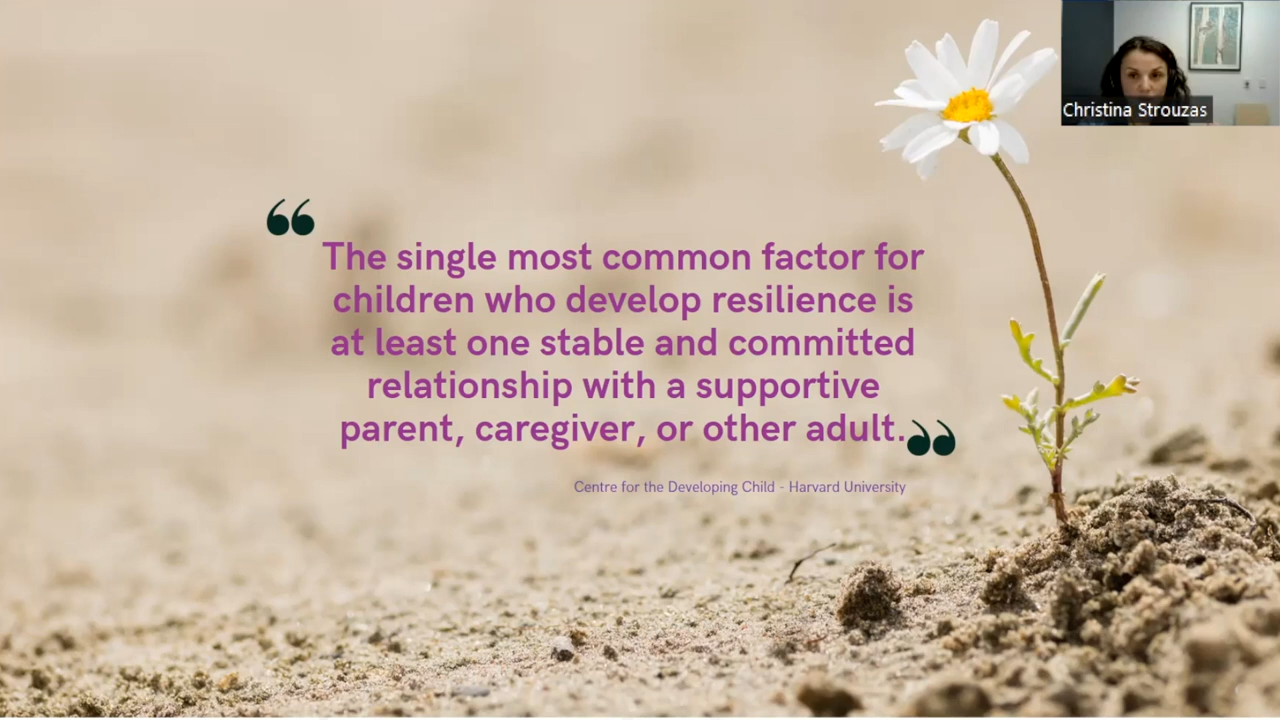 Christina Strouzas
“
The single most common factor for
children who develop resilience is
at least one stable and committed
relationship with a supportive
parent, caregiver, or other adult.”
Centre for the Developing Child - Harvard University